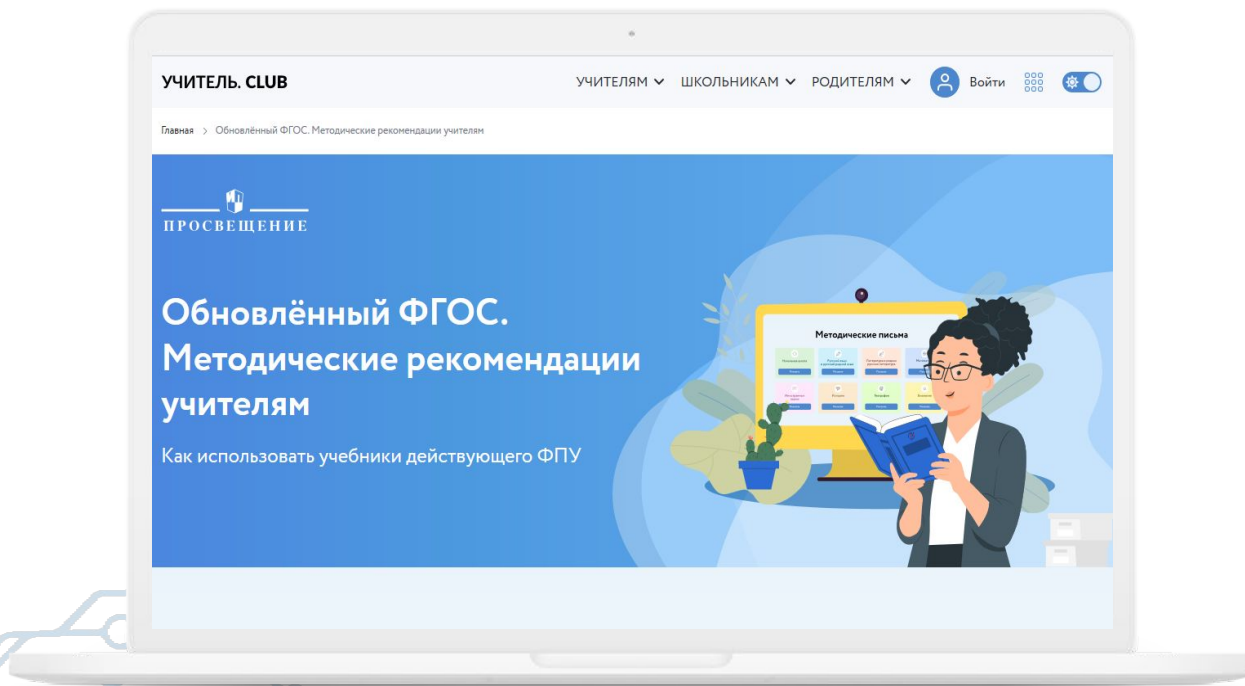 УЧИТЕЛЬ. CLUB
УЧИТЕЛЯМ ШКОЛЬНИКАМ РОДИТЕЛЯМ Войти
Главная > Обновлённый ФГОС. Методические рекомендации учителям
ПРОСВЕЩЕНИЕ
Обновлённый ФГОС.
Методические рекомендации
учителям
Как использовать учебники действующего ФПУ
Методические письма